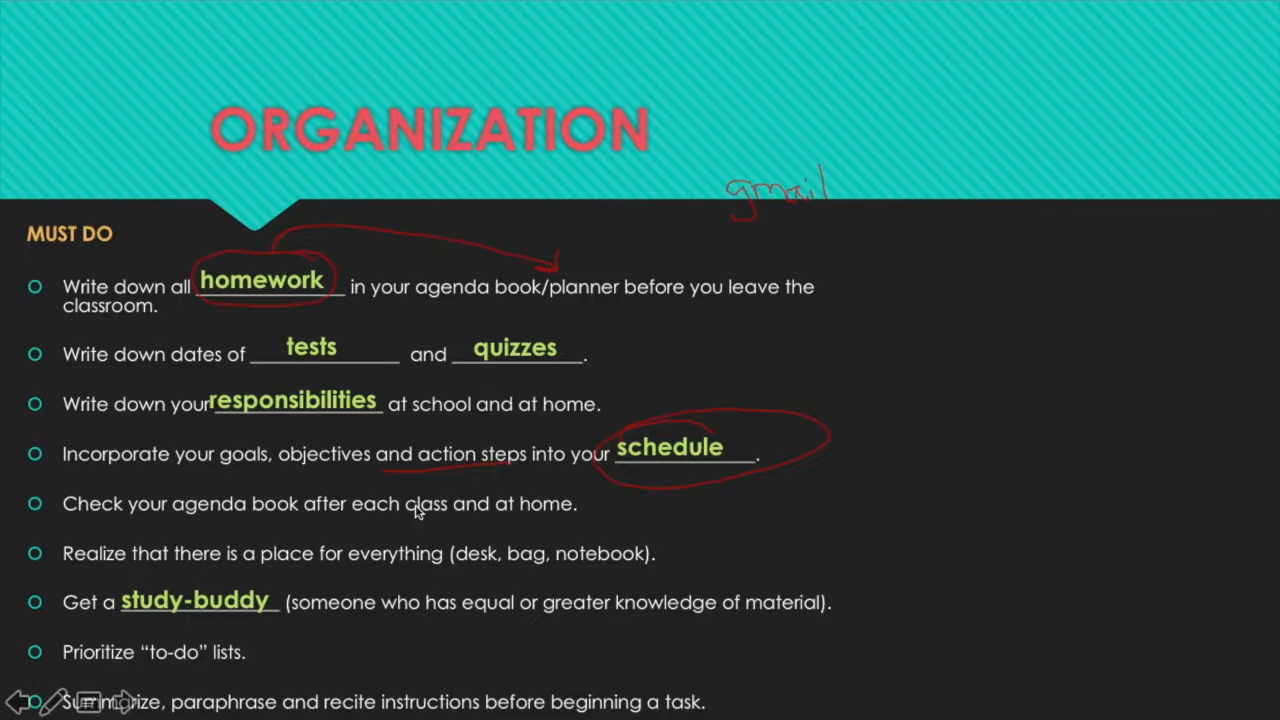 ORGANIZATION
gmail
MUST DO
Write down all homework in your agenda book/planner before you leave the
classroom.
Write down dates of tests and quizzes.
Write down your responsibilities at school and at home.
Incorporate your goals, objectives and action steps into your schedule.
Check your agenda book after each class and at home.
Realize that there is a place for everything (desk, bag, notebook).
Get a study-buddy (someone who has equal or greater knowledge of material).
Prioritize “to-do” lists.
Summarize, paraphrase and recite instructions before beginning a task.